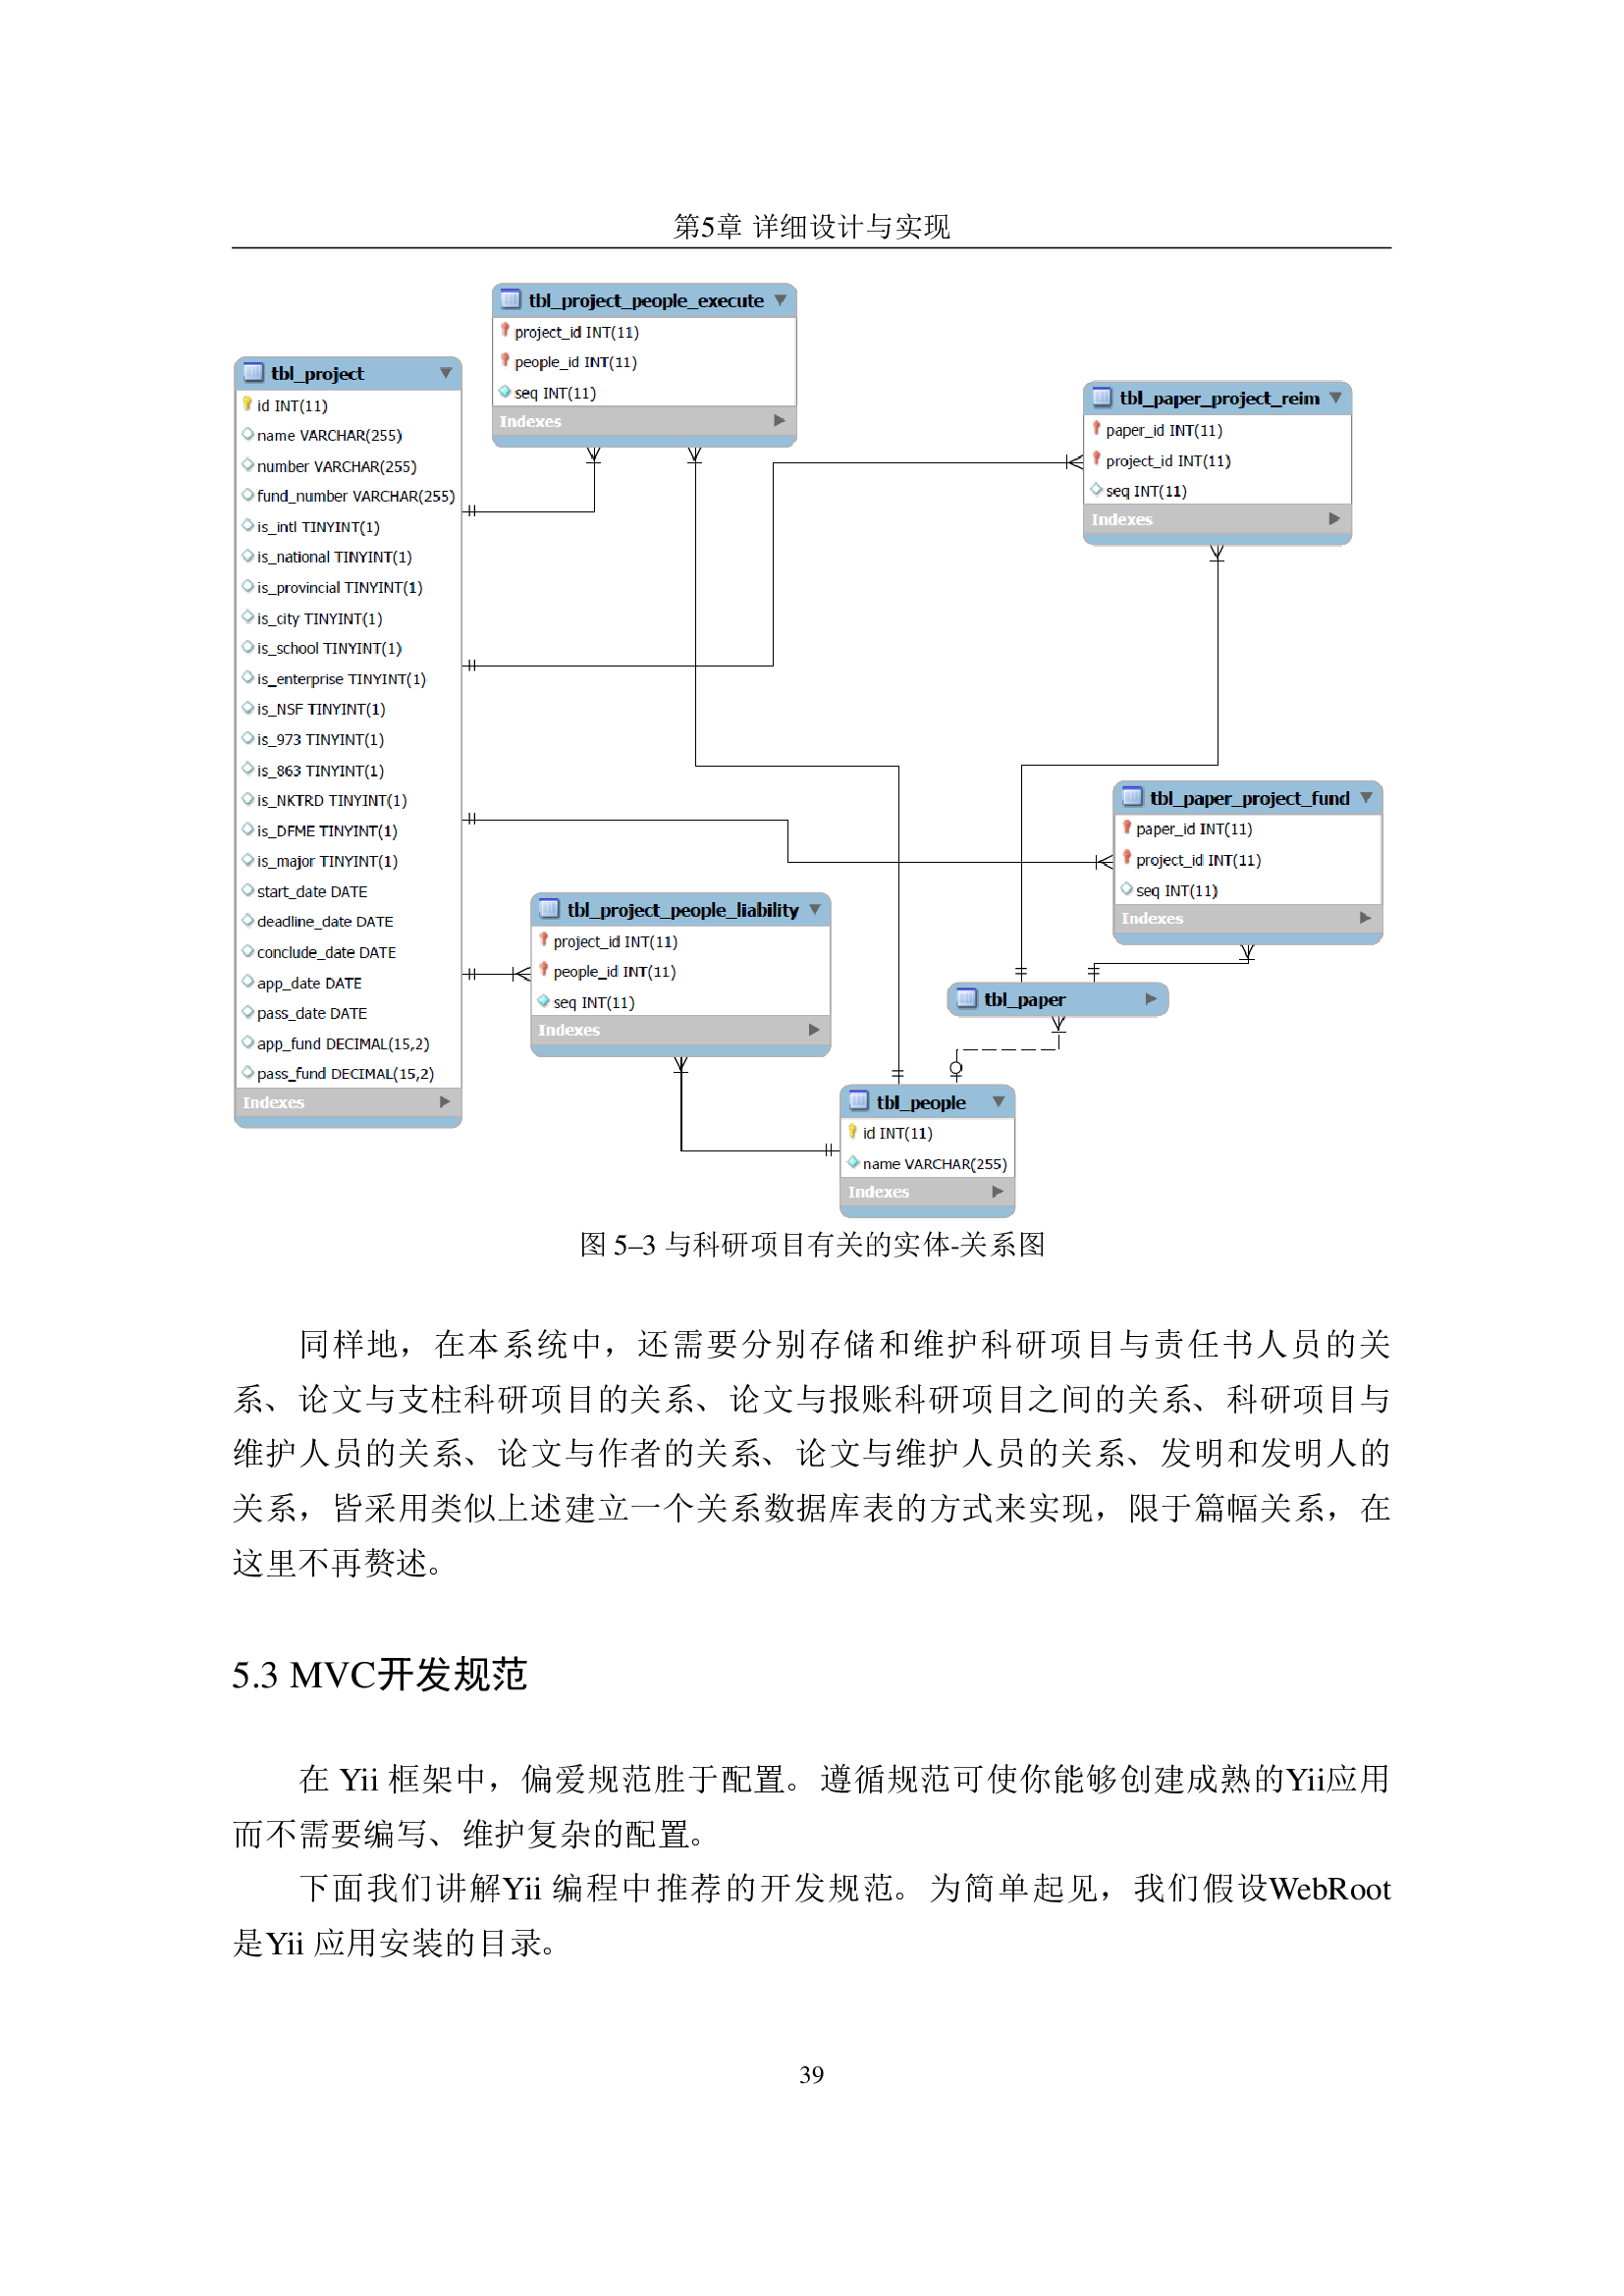 第5章 详细设计与实现
tbl_project_people_execute
project_id INT(11)
people_id INT(11)
seq INT(11)
Indexes
tbl_project
id INT(11)
name VARCHAR(255)
number VARCHAR(255)
fund_number VARCHAR(255)
is_intl TINYINT(1)
is_national TINYINT(1)
is_provincial TINYINT(1)
is_city TINYINT(1)
is_school TINYINT(1)
is_enterprise TINYINT(1)
is_NSF TINYINT(1)
is_973 TINYINT(1)
is_863 TINYINT(1)
is_NKTRD TINYINT(1)
is_DFME TINYINT(1)
is_major TINYINT(1)
start_date DATE
deadline_date DATE
conclude_date DATE
app_date DATE
pass_date DATE
app_fund DECIMAL(15,2)
pass_fund DECIMAL(15,2)
Indexes
tbl_paper_project_reim
paper_id INT(11)
project_id INT(11)
seq INT(11)
Indexes
tbl_paper_project_fund
paper_id INT(11)
project_id INT(11)
seq INT(11)
Indexes
tbl_project_people_liability
project_id INT(11)
people_id INT(11)
seq INT(11)
Indexes
tbl_paper
tbl_people
id INT(11)
name VARCHAR(255)
Indexes
图 5–3 与科研项目有关的实体-关系图
同样地，在本系统中，还需要分别存储和维护科研项目与责任书人员的关
系、论文与支柱科研项目的关系、论文与报账科研项目之间的关系、科研项目与
维护人员的关系、论文与作者的关系、论文与维护人员的关系、发明和发明人的
关系，皆采用类似上述建立一个关系数据库表的方式来实现，限于篇幅关系，在
这里不再赘述。
5.3 MVC开发规范
在 Yii 框架中，偏爱规范胜于配置。遵循规范可使你能够创建成熟的Yii应用
而不需要编写、维护复杂的配置。
下面我们讲解Yii 编程中推荐的开发规范。为简单起见，我们假设WebRoot
是Yii 应用安装的目录。
39